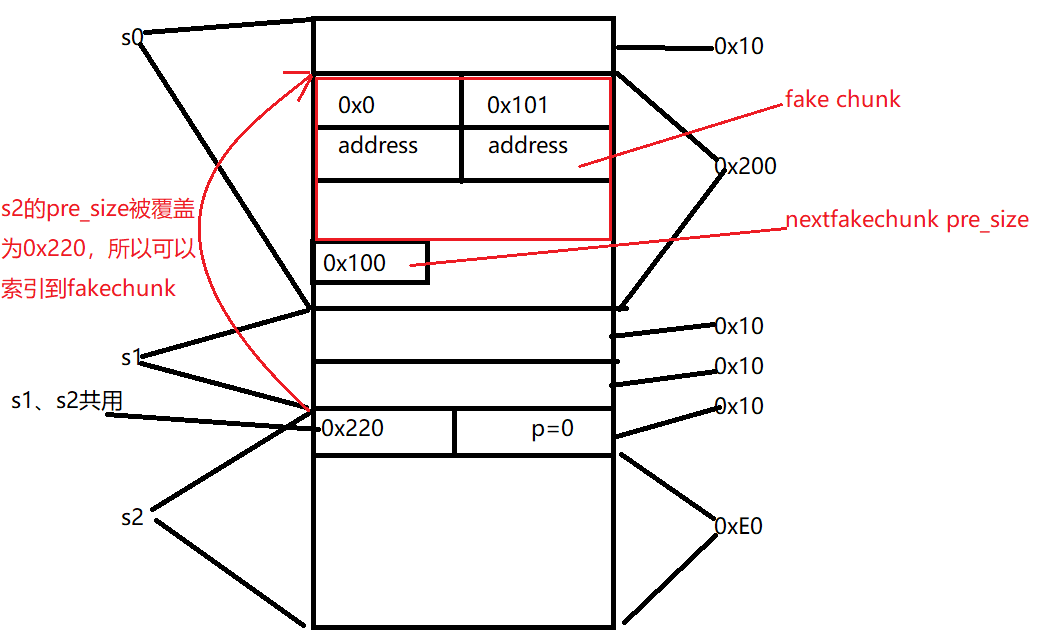 s0
0x10
0x0
0x101
fake chunk
address
address
0x200
s2的pre_size被覆盖
为0x220，所以可以
索引到fakechunk
nextfakechunk pre_size
0x100
0x10
s1
0x10
s1、s2共用
0x10
0x220
p=0
s2
0xE0